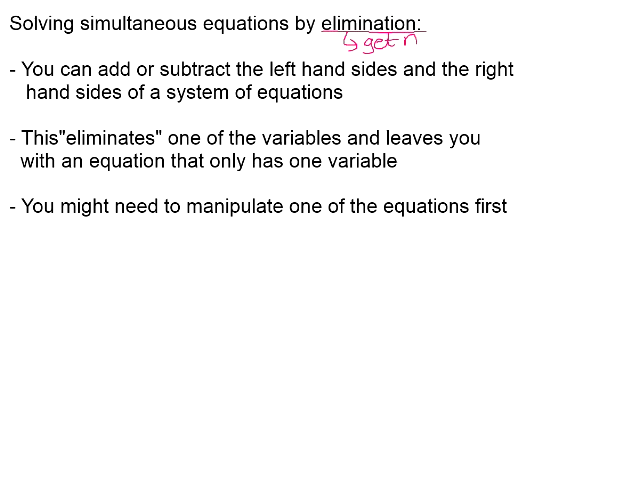 Solving simultaneous equations by elimination:
↳ get n
- You can add or subtract the left hand sides and the right
hand sides of a system of equations
- This"eliminates" one of the variables and leaves you
with an equation that only has one variable
- You might need to manipulate one of the equations first